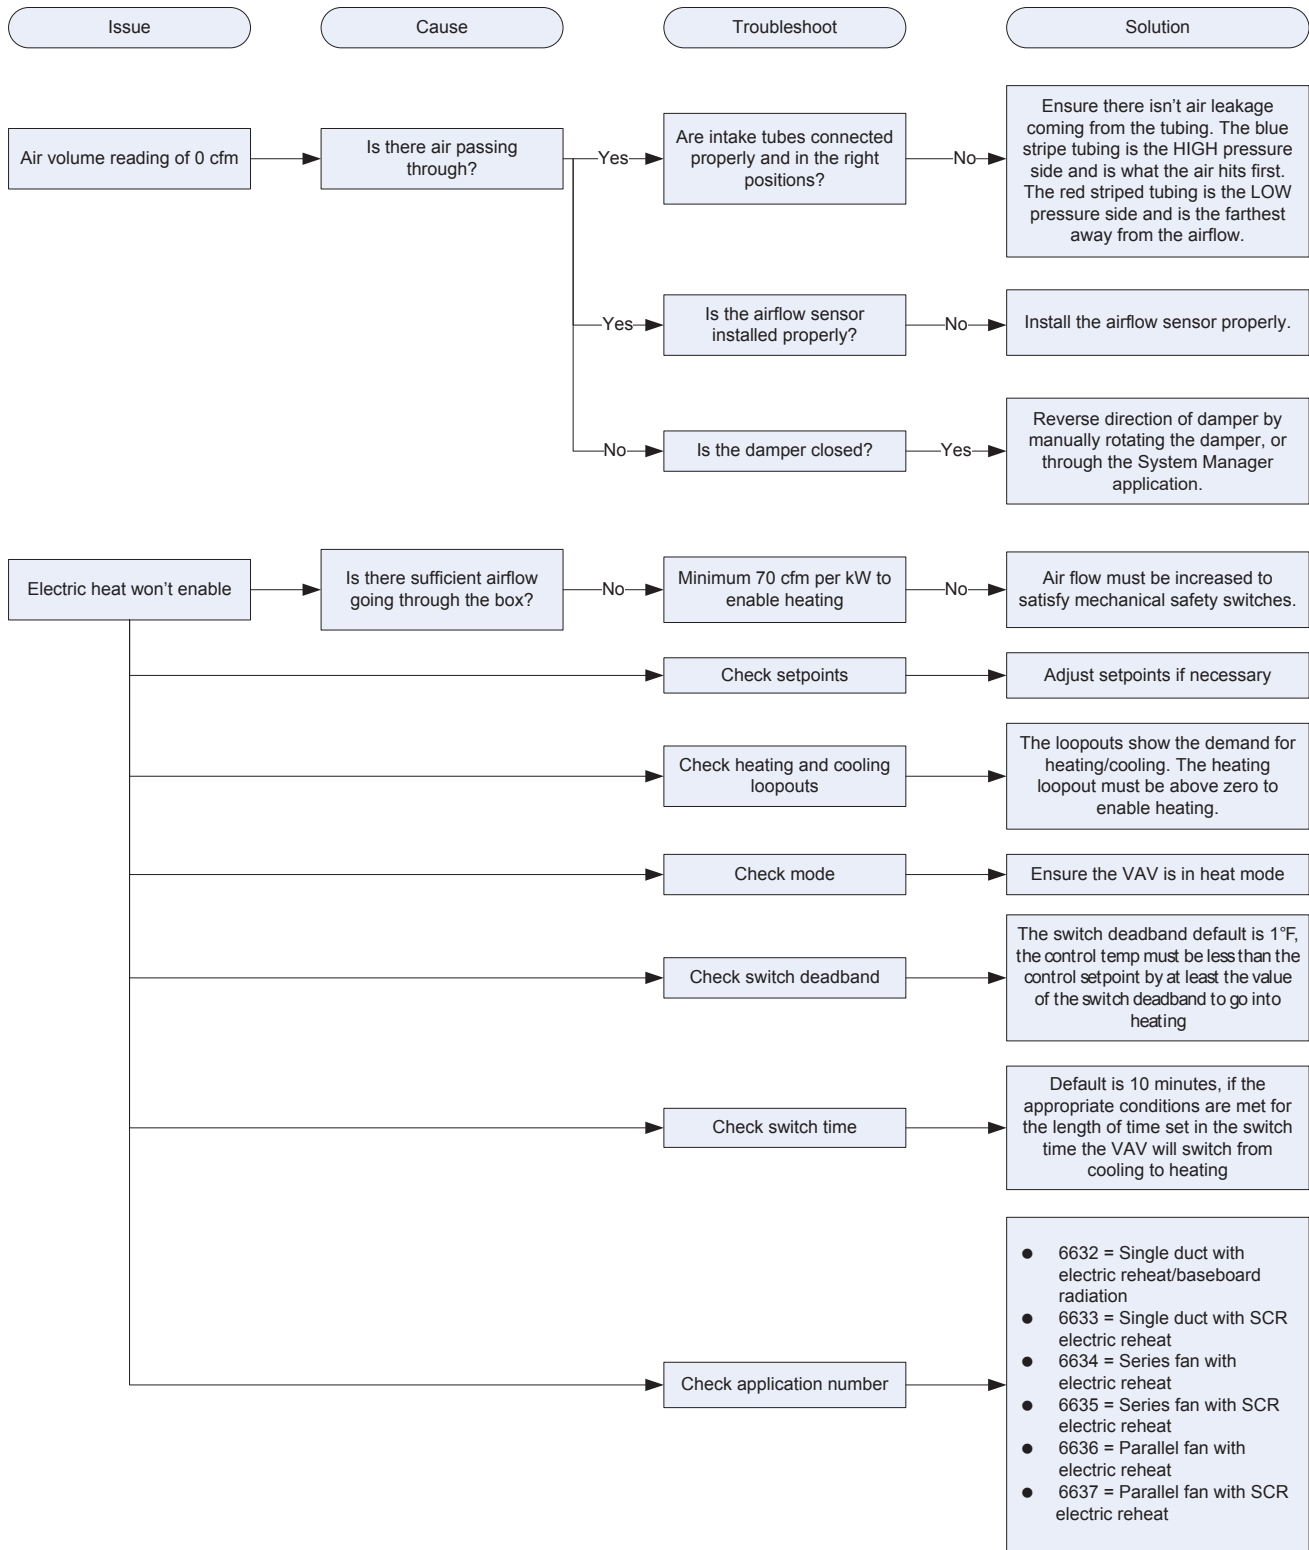 Issue
Cause
Troubleshoot
Solution
Air volume reading of 0 cfm
Is there air passing
through?
Yes
Are intake tubes connected
properly and in the right
positions?
No
Ensure there isn’t air leakage
coming from the tubing. The blue
stripe tubing is the HIGH pressure
side and is what the air hits first.
The red striped tubing is the LOW
pressure side and is the farthest
away from the airflow.
Yes
Is the airflow sensor
installed properly?
No
Install the airflow sensor properly.
No
Is the damper closed?
Yes
Reverse direction of damper by
manually rotating the damper, or
through the System Manager
application.
Electric heat won’t enable
Is there sufficient airflow
going through the box?
No
Minimum 70 cfm per kW to
enable heating
No
Air flow must be increased to
satisfy mechanical safety switches.
Check setpoints
Adjust setpoints if necessary
Check heating and cooling
loopouts
The loopouts show the demand for
heating/cooling. The heating
loopout must be above zero to
enable heating.
Check mode
Ensure the VAV is in heat mode
Check switch deadband
The switch deadband default is 1°F,
the control temp must be less than the
control setpoint by at least the value
of the switch deadband to go into
heating
Check switch time
Default is 10 minutes, if the
appropriate conditions are met for
the length of time set in the switch
time the VAV will switch from
cooling to heating
Check application number
● 6632 = Single duct with
electric reheat/baseboard
radiation
● 6633 = Single duct with SCR
electric reheat
● 6634 = Series fan with
electric reheat
● 6635 = Series fan with SCR
electric reheat
● 6636 = Parallel fan with
electric reheat
● 6637 = Parallel fan with SCR
electric reheat